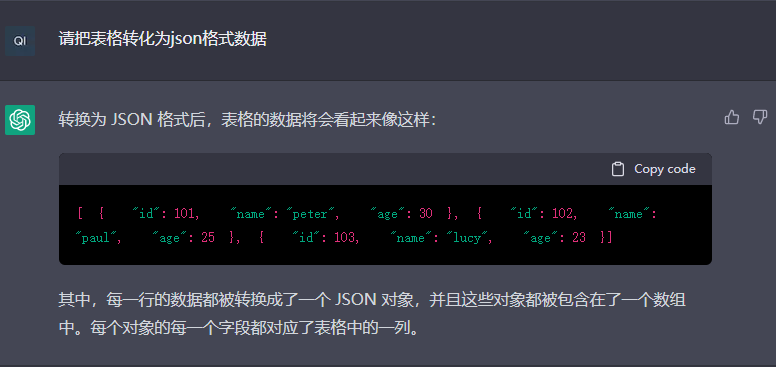 QI
请把表格转化为json格式数据
转换为 JSON 格式后，表格的数据将会看起来像这样：
Copy code
[  {    "id": 101,    "name": "peter",    "age": 30  },  {    "id": 102,    "name":
"paul",    "age": 25  },  {    "id": 103,    "name": "lucy",    "age": 23  }]
其中，每一行的数据都被转换成了一个 JSON 对象，并且这些对象都被包含在了一个数组
中。每个对象的每一个字段都对应了表格中的一列。